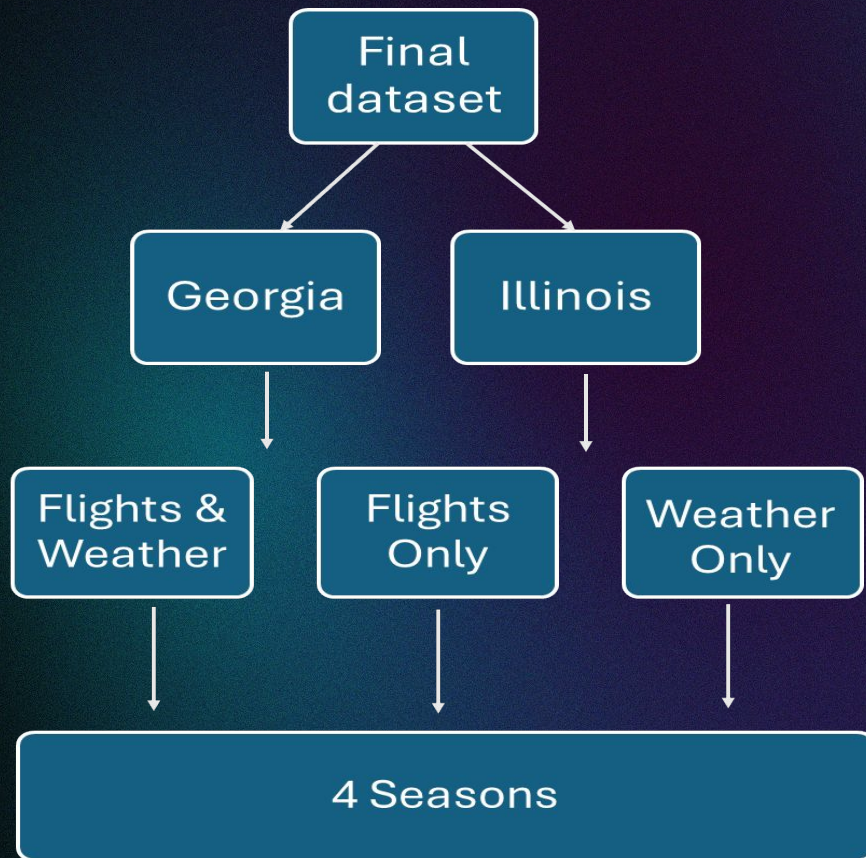 Final
dataset
Georgia
Illinois
Flights &
Weather
Flights
Only
Weather
Only
4 Seasons